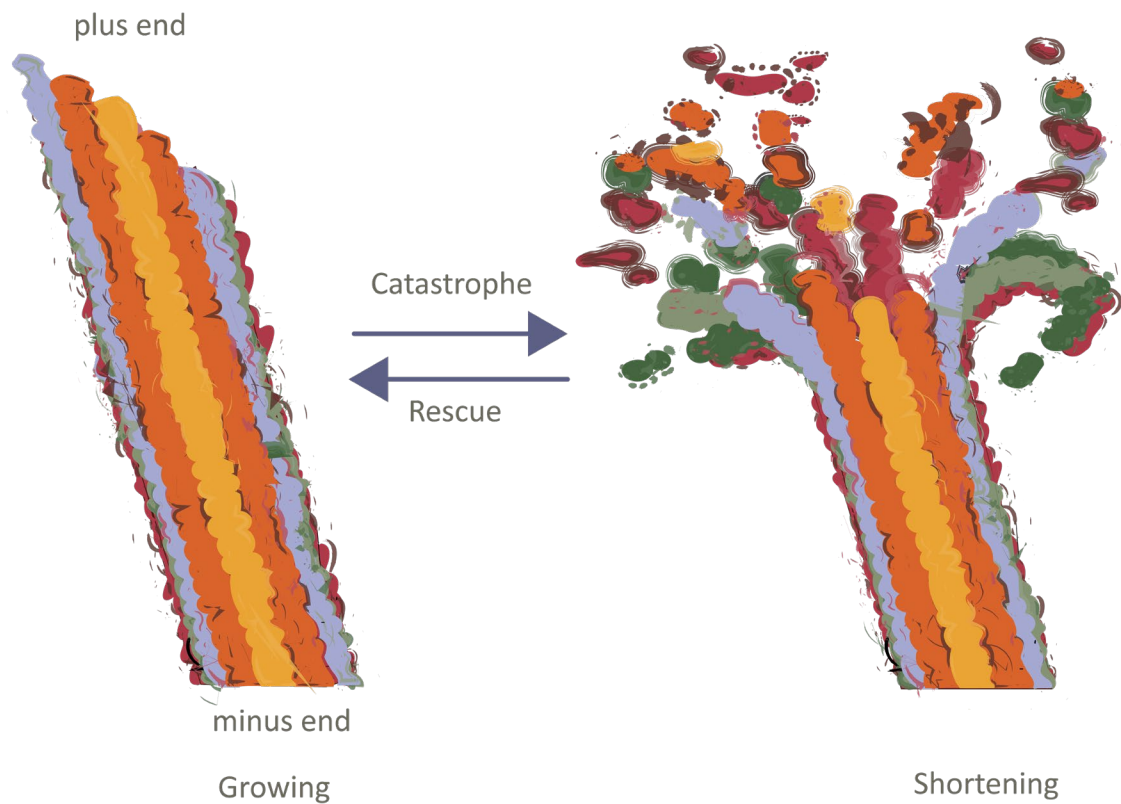 plus end
Catastrophe
Rescue
minus end
Growing
Shortening